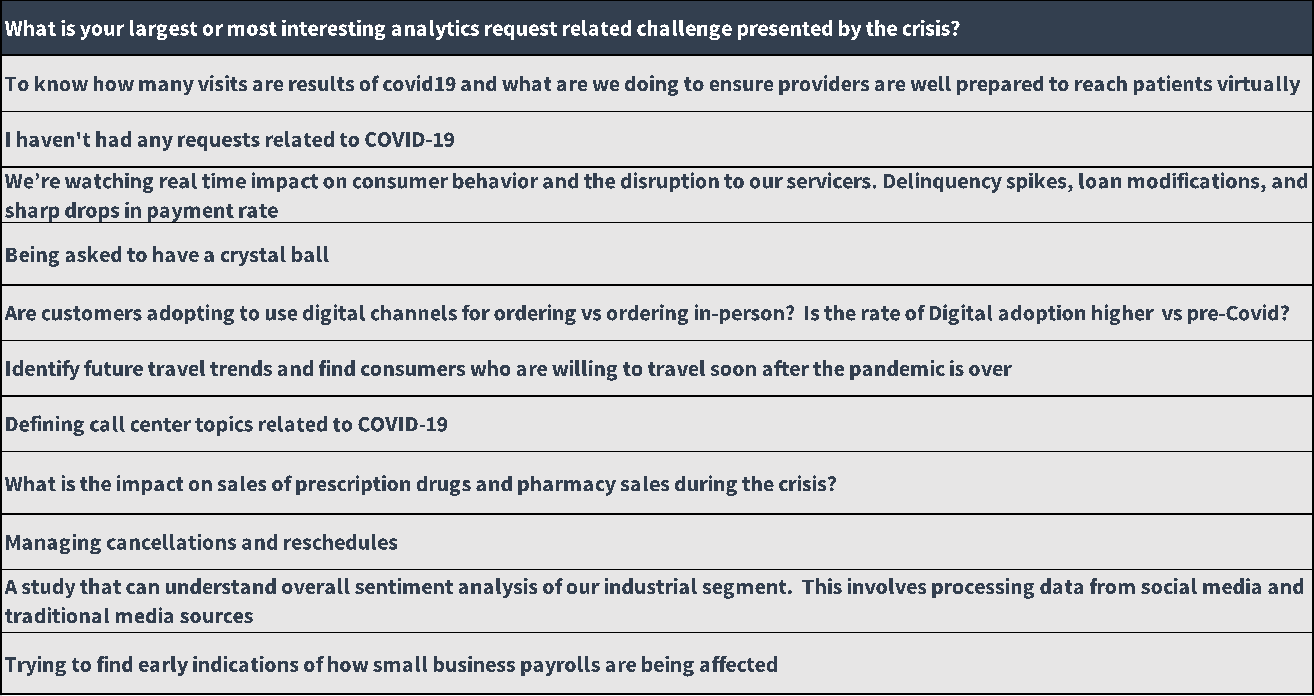 What is your largest or most interesting analytics request related challenge presented by the crisis?
To know how many visits are results of covid19 and what are we doing to ensure providers are well prepared to reach patients virtually
I haven't had any requests related to COVID-19
We’re watching real time impact on consumer behavior and the disruption to our servicers. Delinquency spikes, loan modifications, and
sharp drops in payment rate
Being asked to have a crystal ball
Are customers adopting to use digital channels for ordering vs ordering in-person?  Is the rate of Digital adoption higher  vs pre-Covid?
Identify future travel trends and find consumers who are willing to travel soon after the pandemic is over
Defining call center topics related to COVID-19
What is the impact on sales of prescription drugs and pharmacy sales during the crisis?
Managing cancellations and reschedules
A study that can understand overall sentiment analysis of our industrial segment.  This involves processing data from social media and
traditional media sources
Trying to find early indications of how small business payrolls are being affected